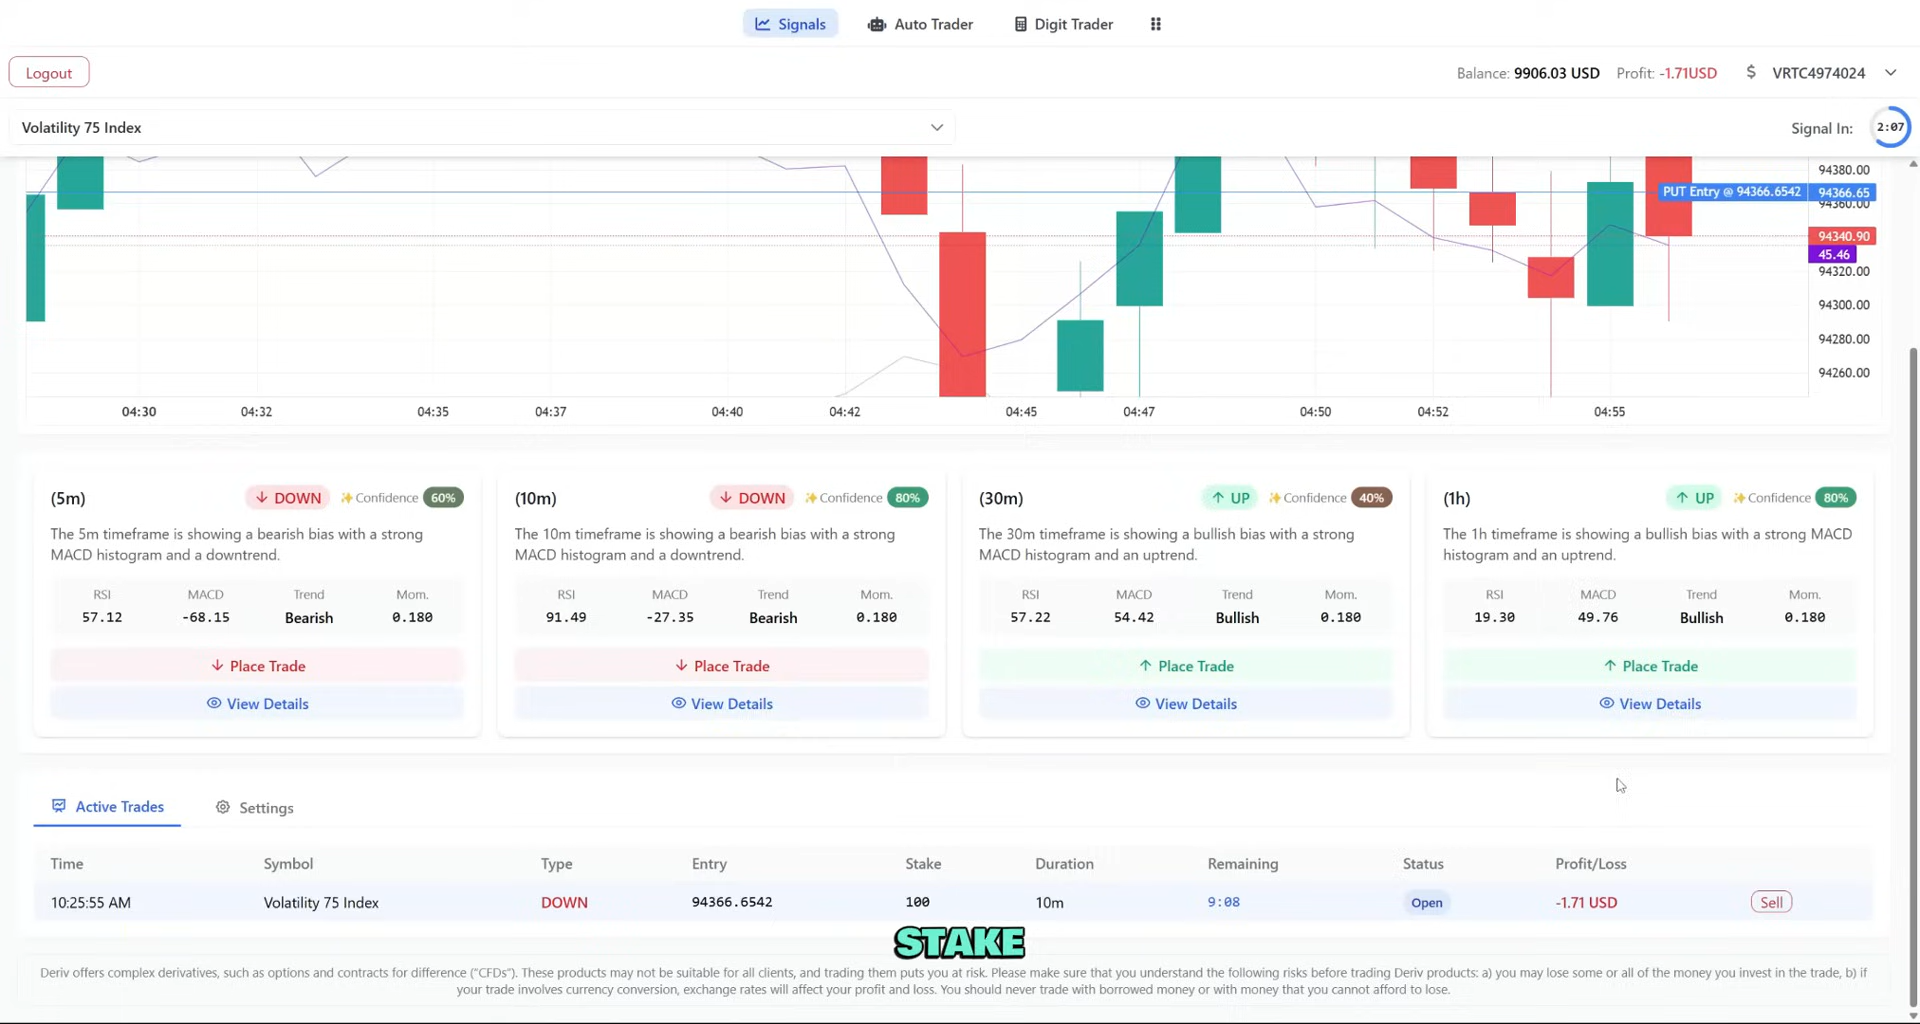 Signals Auto Trader Digit Trader
Logout Balance: 9906.03 USD Profit: -1.71USD $ VRTC4974024
Volatility 75 Index Signal In: 2:07
94380.00
PUT Entry @ 94366.6542 94366.65
94360.00
94340.90
45.46
94320.00
94300.00
94280.00
94260.00
04:30 04:32 04:35 04:37 04:40 04:42 04:45 04:47 04:50 04:52 04:55
(5m) ↓ DOWN ✨Confidence 60%
The 5m timeframe is showing a bearish bias with a strong
MACD histogram and a downtrend.
RSI MACD Trend Mom.
57.12 -68.15 Bearish 0.180
↓ Place Trade
View Details
(10m) ↓ DOWN ✨Confidence 80%
The 10m timeframe is showing a bearish bias with a strong
MACD histogram and a downtrend.
RSI MACD Trend Mom.
91.49 -27.35 Bearish 0.180
↓ Place Trade
View Details
(30m) ↑ UP ✨Confidence 40%
The 30m timeframe is showing a bullish bias with a strong
MACD histogram and an uptrend.
RSI MACD Trend Mom.
57.22 54.42 Bullish 0.180
↑ Place Trade
View Details
(1h) ↑ UP ✨Confidence 80%
The 1h timeframe is showing a bullish bias with a strong MACD
histogram and an uptrend.
RSI MACD Trend Mom.
19.30 49.76 Bullish 0.180
↑ Place Trade
View Details
Active Trades Settings
Time Symbol Type Entry Stake Duration Remaining Status Profit/Loss
10:25:55 AM Volatility 75 Index DOWN 94366.6542 100 10m 9:08 Open -1.71 USD Sell
STAKE
Deriv offers complex derivatives, such as options and contracts for difference ("CFDs"). These products may not be suitable for all clients, and trading them puts you at risk. Please make sure that you understand the following risks before trading Deriv products: a) you may lose some or all of the money you invest in the trade, b) if
your trade involves currency conversion, exchange rates will affect your profit and loss. You should never trade with borrowed money or with money that you cannot afford to lose.